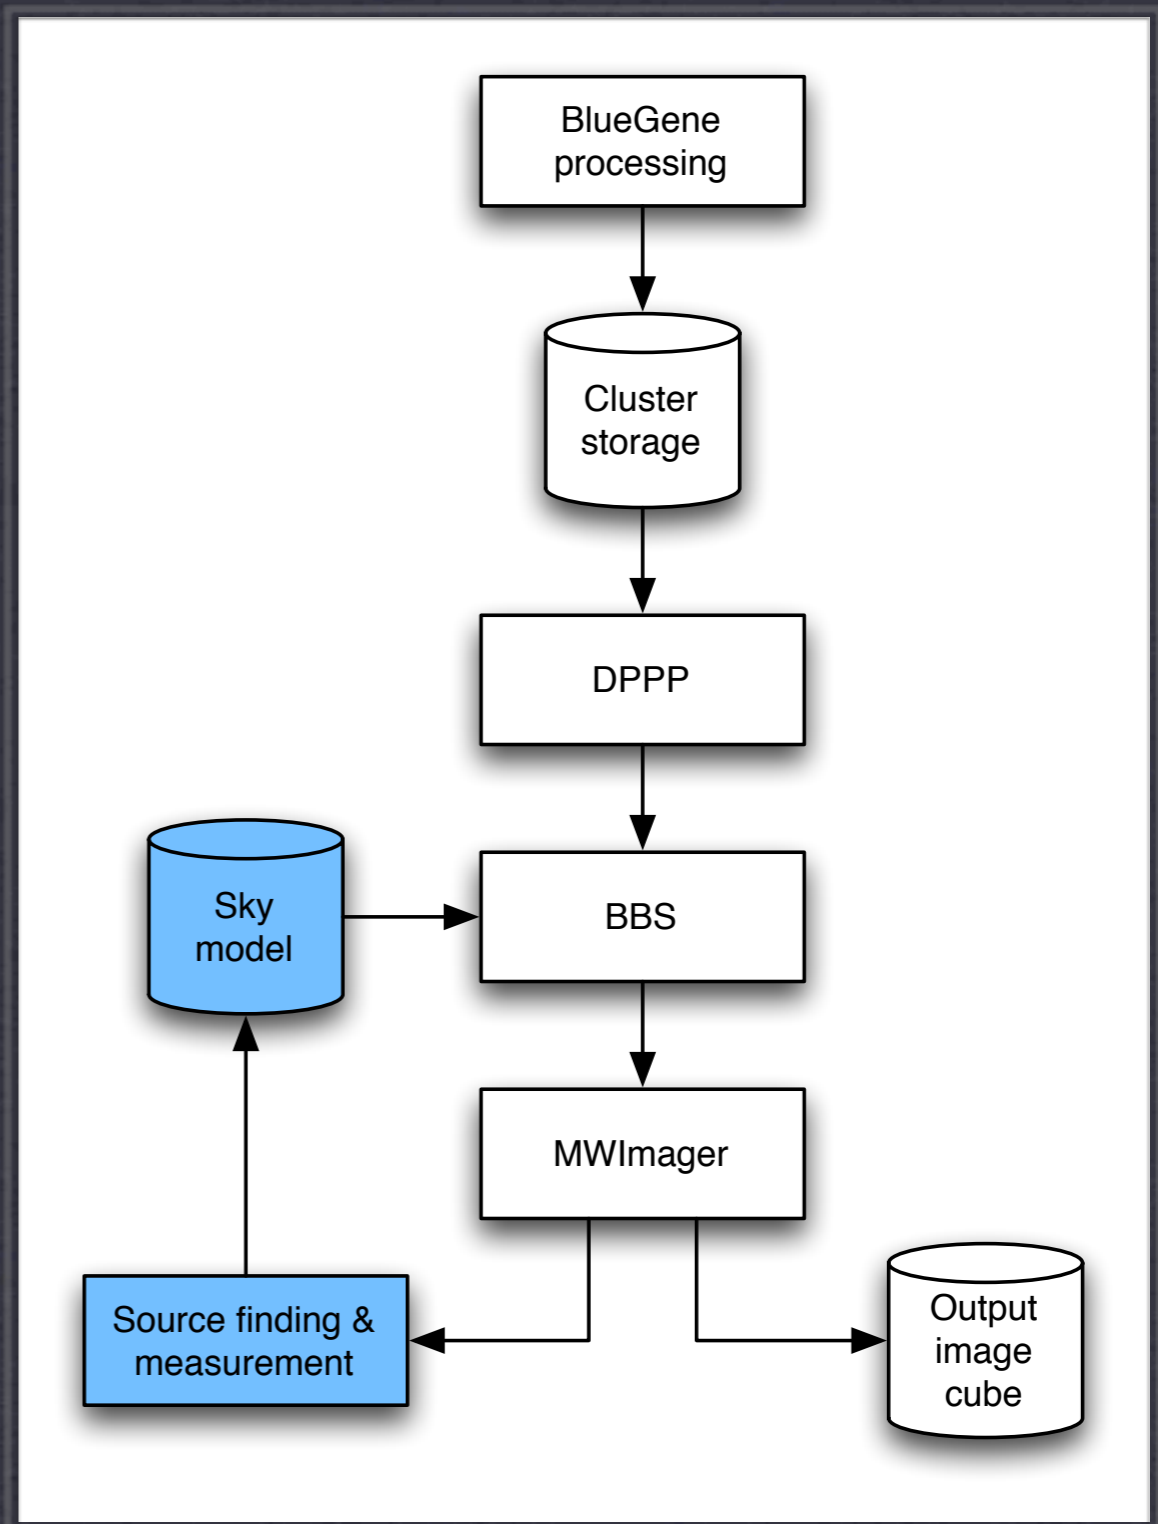 BlueGene
processing
Cluster
storage
DPPP
Sky
model
BBS
MWImager
Source finding &
measurement
Output
image
cube